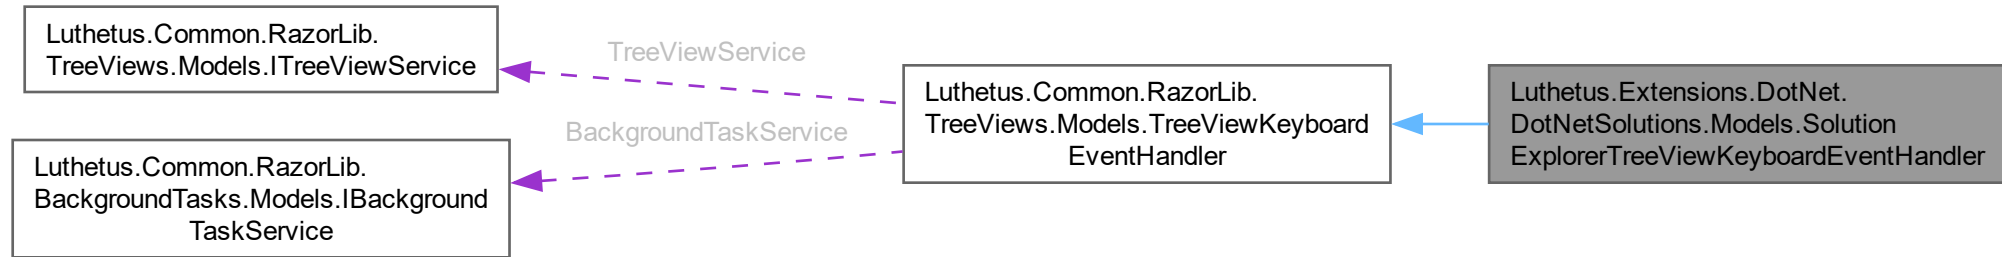 Luthetus.Common.RazorLib.
TreeViews.Models.ITreeViewService
TreeViewService
Luthetus.Common.RazorLib.
BackgroundTasks.Models.IBackground
TaskService
BackgroundTaskService
Luthetus.Common.RazorLib.
TreeViews.Models.TreeViewKeyboard
EventHandler
Luthetus.Extensions.DotNet.
DotNetSolutions.Models.Solution
ExplorerTreeViewKeyboardEventHandler